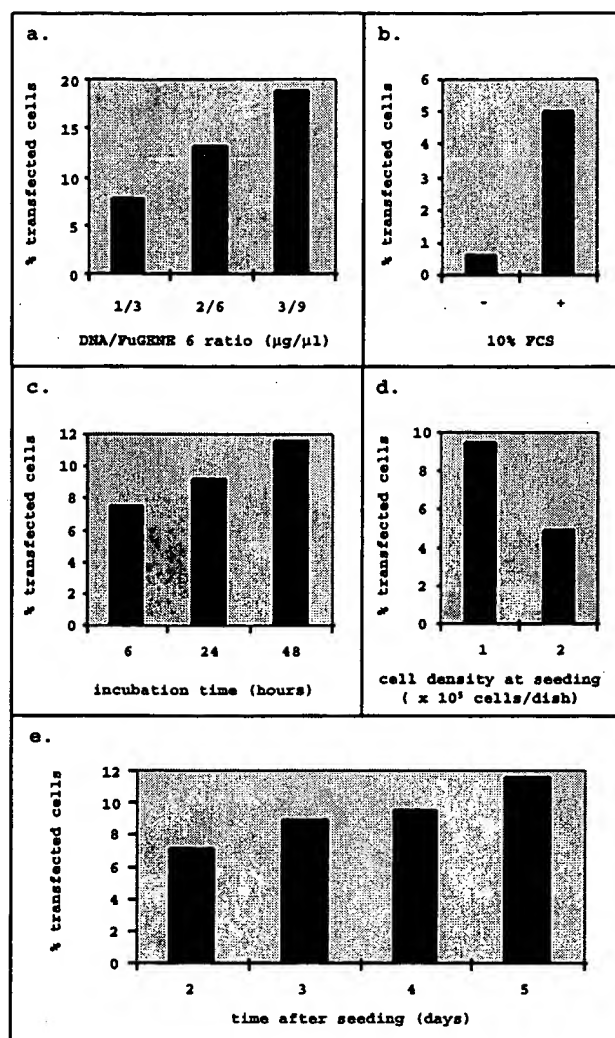 a.
% transfected cells
20
15
10
5
0
1/3 2/6 3/9
DNA/FuGENE 6 ratio (µg/µl)
b.
% transfected cells
6
5
4
3
2
1
0
- +
10% FCS
c.
% transfected cells
12
10
8
6
4
2
0
6 24 48
incubation time (hours)
d.
% transfected cells
10
8
6
4
2
0
1 2
cell density at seeding
( x 10⁵ cells/dish)
e.
% transfected cells
12
10
8
6
4
2
0
2 3 4 5
time after seeding (days)